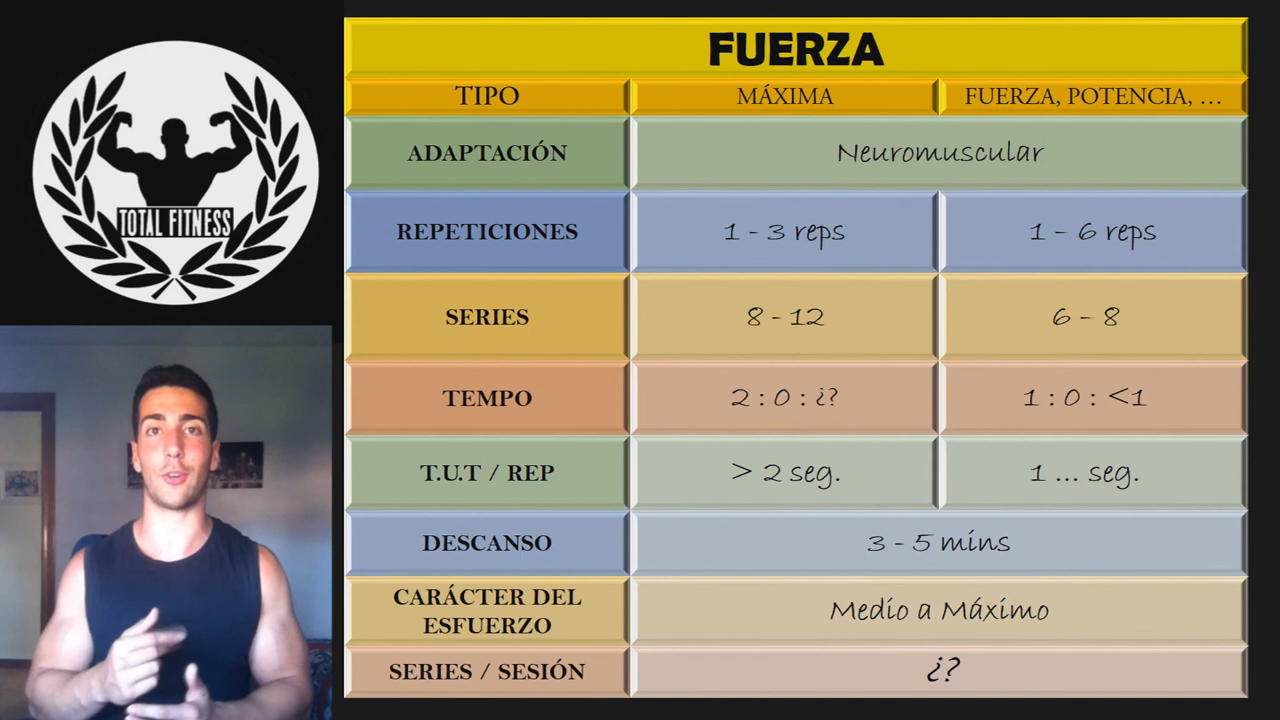 TOTAL FITNESS
FUERZA
TIPO MÁXIMA FUERZA, POTENCIA, ...
ADAPTACIÓN Neuromuscular
REPETICIONES 1 - 3 reps 1 – 6 reps
SERIES 8 - 12 6 – 8
TEMPO 2 : 0 : ¿? 1 : 0 : <1
T.U.T / REP > 2 seg. 1 ... seg.
DESCANSO 3 - 5 mins
CARÁCTER DEL
ESFUERZO Medio a Máximo
SERIES / SESIÓN ¿?